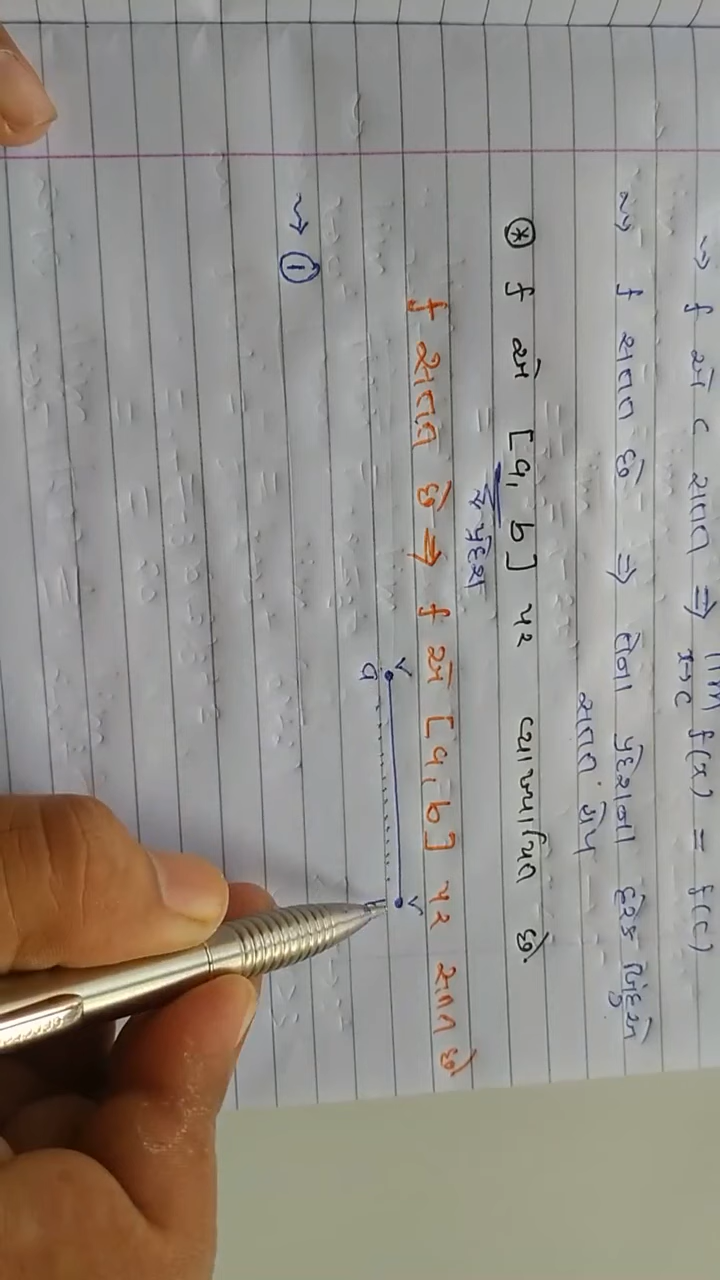 → f એ c સતત ⇒ lim x→c f(x) = f(c)
→ f સતત છે ⇒ તેના પ્રદેશના દરેક બિંદુએ
સતત હોય
⊛ f એ [a, b] પર વ્યાખ્યાયિત છે.
પ્રદેશ
f સતત છે ⇒ f એ [a, b] પર સતત છે
a b
→ ①